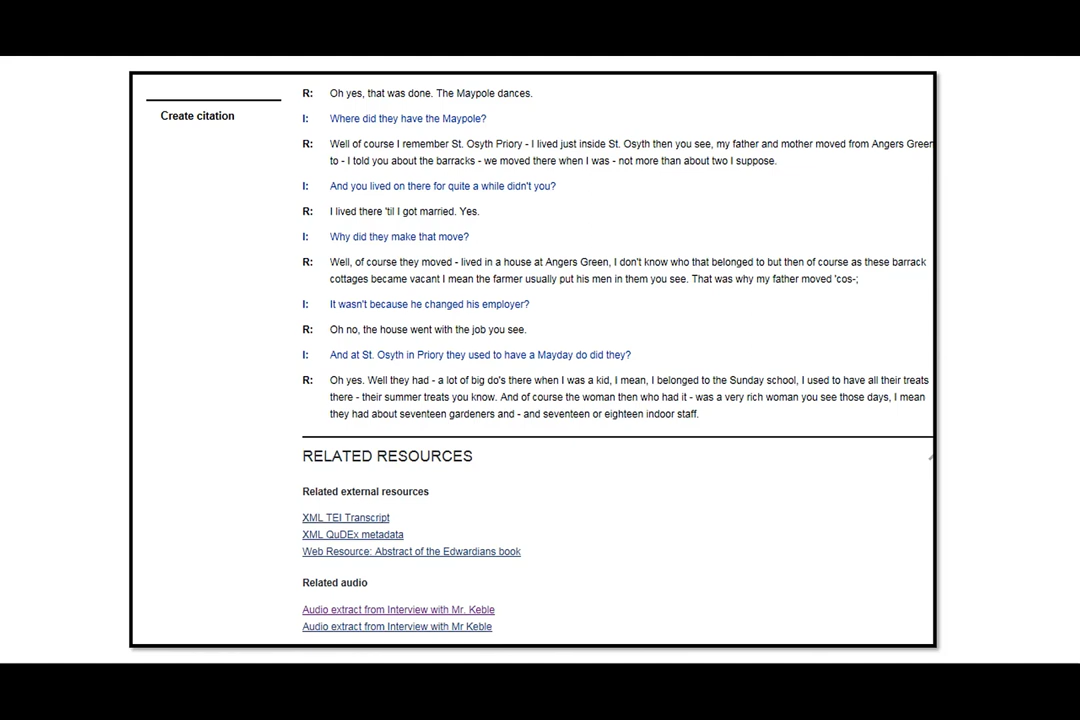 Create citation
R: Oh yes, that was done. The Maypole dances.
I: Where did they have the Maypole?
R: Well of course I remember St. Osyth Priory - I lived just inside St. Osyth then you see, my father and mother moved from Angers Green
to - I told you about the barracks - we moved there when I was - not more than about two I suppose.
I: And you lived on there for quite a while didn't you?
R: I lived there 'til I got married. Yes.
I: Why did they make that move?
R: Well, of course they moved - lived in a house at Angers Green, I don't know who that belonged to but then of course as these barrack
cottages became vacant I mean the farmer usually put his men in them you see. That was why my father moved 'cos-;
I: It wasn't because he changed his employer?
R: Oh no, the house went with the job you see.
I: And at St. Osyth in Priory they used to have a Mayday do did they?
R: Oh yes. Well they had - a lot of big do's there when I was a kid, I mean, I belonged to the Sunday school, I used to have all their treats
there - their summer treats you know. And of course the woman then who had it - was a very rich woman you see those days, I mean
they had about seventeen gardeners and - and seventeen or eighteen indoor staff.
RELATED RESOURCES
Related external resources
XML TEI Transcript
XML QuDEx metadata
Web Resource: Abstract of the Edwardians book
Related audio
Audio extract from Interview with Mr. Keble
Audio extract from Interview with Mr Keble